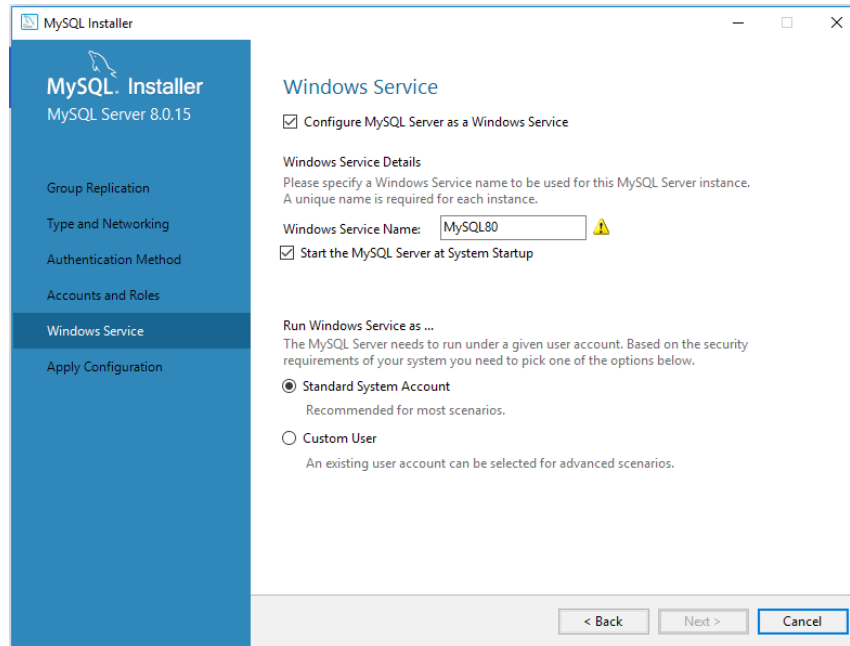 MySQL Installer
MySQL. Installer
MySQL Server 8.0.15
Group Replication
Type and Networking
Authentication Method
Accounts and Roles
Windows Service
Apply Configuration
Windows Service
Configure MySQL Server as a Windows Service
Windows Service Details
Please specify a Windows Service name to be used for this MySQL Server instance.
A unique name is required for each instance.
Windows Service Name: MySQL80
Start the MySQL Server at System Startup
Run Windows Service as ...
The MySQL Server needs to run under a given user account. Based on the security
requirements of your system you need to pick one of the options below.
Standard System Account
Recommended for most scenarios.
Custom User
An existing user account can be selected for advanced scenarios.
< Back Next > Cancel